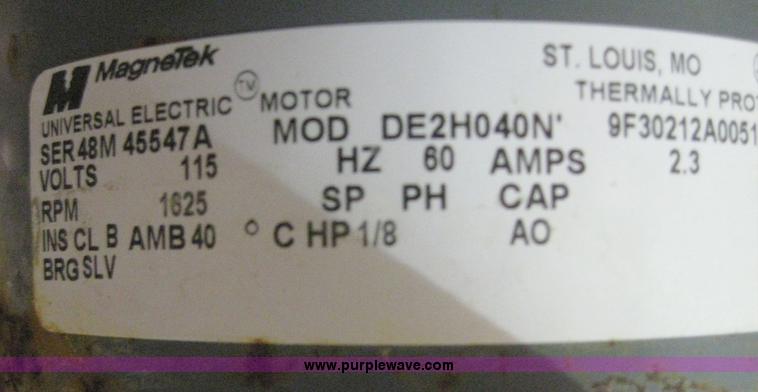 MagneTek ST. LOUIS, MO
UNIVERSAL ELECTRIC TM MOTOR THERMALLY PRO
SER 48M 45547A MOD DE2H040N' 9F30212A0051
VOLTS 115 HZ 60 AMPS 2.3
RPM 1625 SP PH CAP
INS CL B AMB 40 °C HP 1/8 AO
BRG SLV
www.purplewave.com